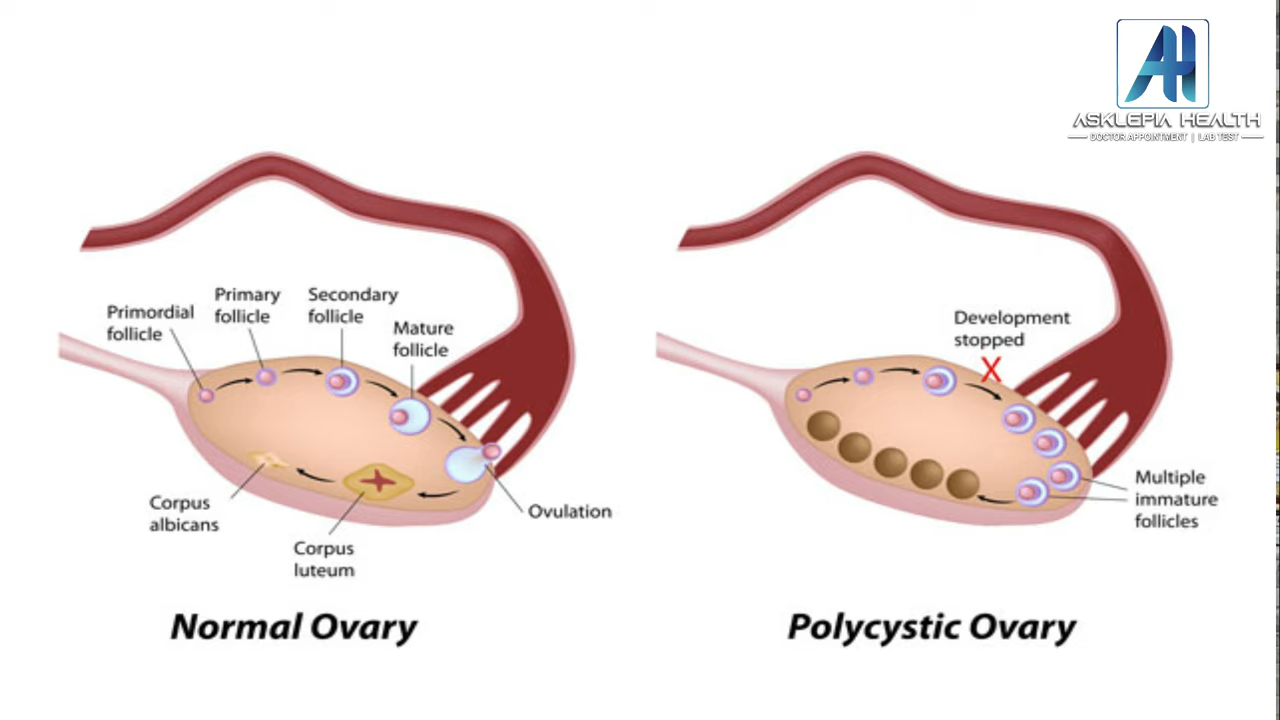 ASKLEPIA HEALTH
DOCTOR APPOINTMENT | LAB TEST
Primordial
follicle
Primary
follicle
Secondary
follicle
Mature
follicle
Ovulation
Corpus
luteum
Corpus
albicans
Normal Ovary
Development
stopped
X
Multiple
immature
follicles
Polycystic Ovary